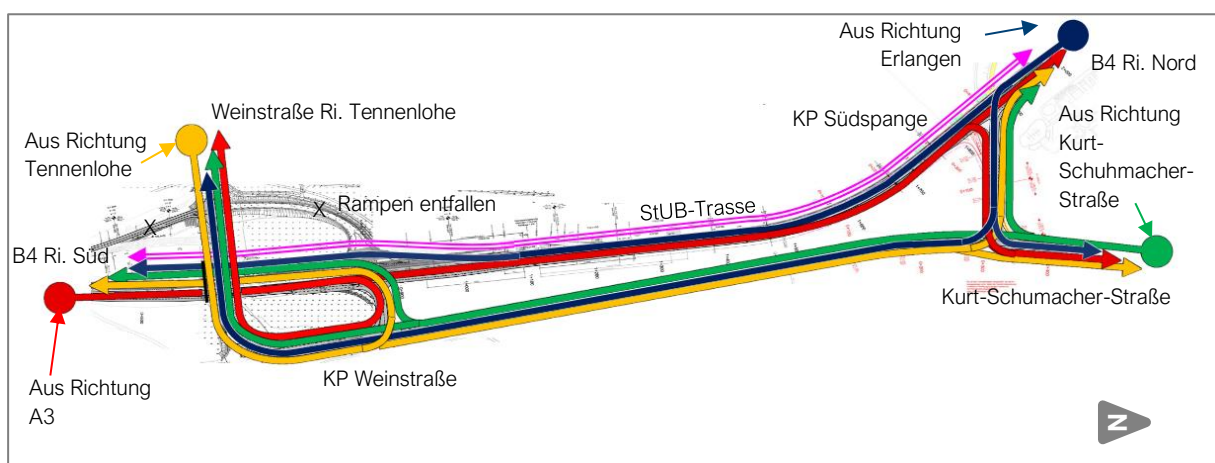 Aus Richtung
Erlangen
B4 Ri. Nord
Weinstraße Ri. Tennenlohe
Aus Richtung
Tennenlohe
KP Südspange
Aus Richtung
Kurt-
Schuhmacher-
Straße
X
X
Rampen entfallen
StUB-Trasse
B4 Ri. Süd
Kurt-Schumacher-Straße
KP Weinstraße
Aus Richtung
A3
N